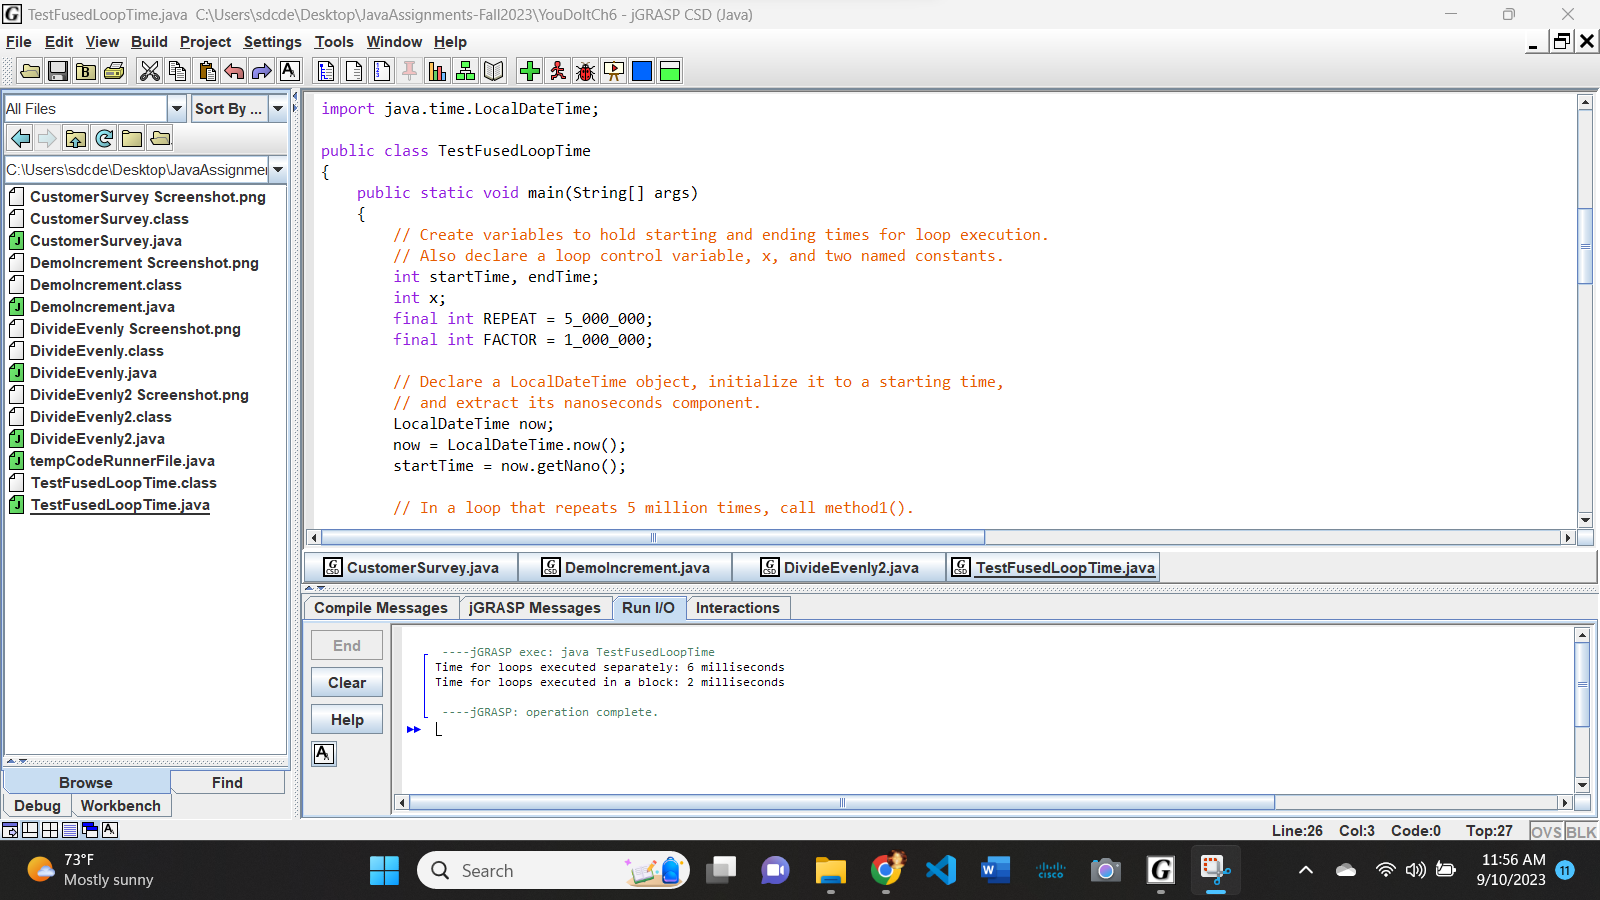 TestFusedLoopTime.java  C:\Users\sdcde\Desktop\JavaAssignments-Fall2023\YouDoItCh6 - jGRASP CSD (Java)
File Edit View Build Project Settings Tools Window Help
All Files Sort By ...
C:\Users\sdcde\Desktop\JavaAssignmer
CustomerSurvey Screenshot.png
CustomerSurvey.class
CustomerSurvey.java
DemoIncrement Screenshot.png
DemoIncrement.class
DemoIncrement.java
DivideEvenly Screenshot.png
DivideEvenly.class
DivideEvenly.java
DivideEvenly2 Screenshot.png
DivideEvenly2.class
DivideEvenly2.java
tempCodeRunnerFile.java
TestFusedLoopTime.class
TestFusedLoopTime.java
Browse Find
Debug Workbench
import java.time.LocalDateTime;
public class TestFusedLoopTime
{
public static void main(String[] args)
{
// Create variables to hold starting and ending times for loop execution.
// Also declare a loop control variable, x, and two named constants.
int startTime, endTime;
int x;
final int REPEAT = 5_000_000;
final int FACTOR = 1_000_000;
// Declare a LocalDateTime object, initialize it to a starting time,
// and extract its nanoseconds component.
LocalDateTime now;
now = LocalDateTime.now();
startTime = now.getNano();
// In a loop that repeats 5 million times, call method1().
CustomerSurvey.java DemoIncrement.java DivideEvenly2.java TestFusedLoopTime.java
Compile Messages jGRASP Messages Run I/O Interactions
End
Clear
Help
----jGRASP exec: java TestFusedLoopTime
Time for loops executed separately: 6 milliseconds
Time for loops executed in a block: 2 milliseconds
----jGRASP: operation complete.
Line:26 Col:3 Code:0 Top:27 OVS BLK
73°F
Mostly sunny
Search
cisco
11:56 AM
9/10/2023
11